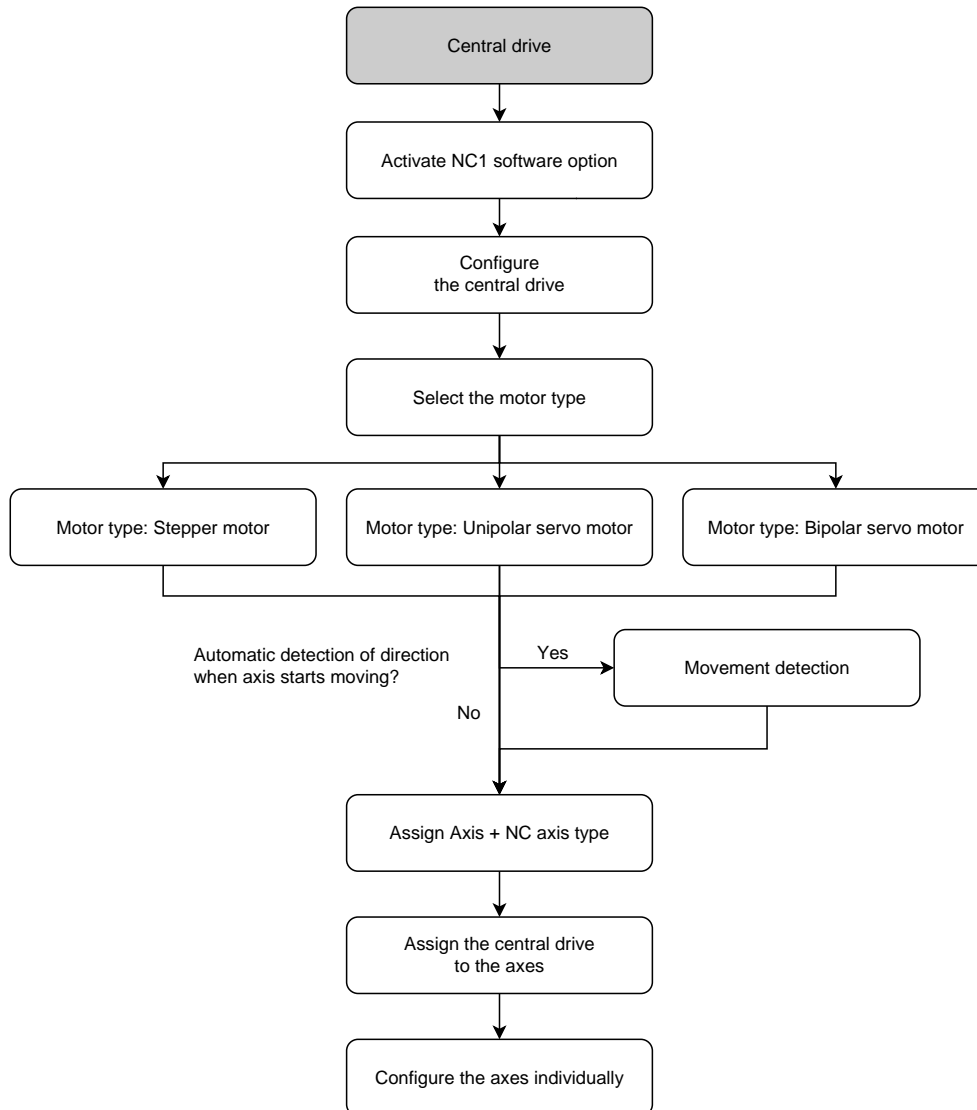 Central drive
Activate NC1 software option
Configure
the central drive
Select the motor type
Motor type: Stepper motor
Motor type: Unipolar servo motor
Motor type: Bipolar servo motor
Automatic detection of direction
when axis starts moving?
Yes
Movement detection
No
Assign Axis + NC axis type
Assign the central drive
to the axes
Configure the axes individually